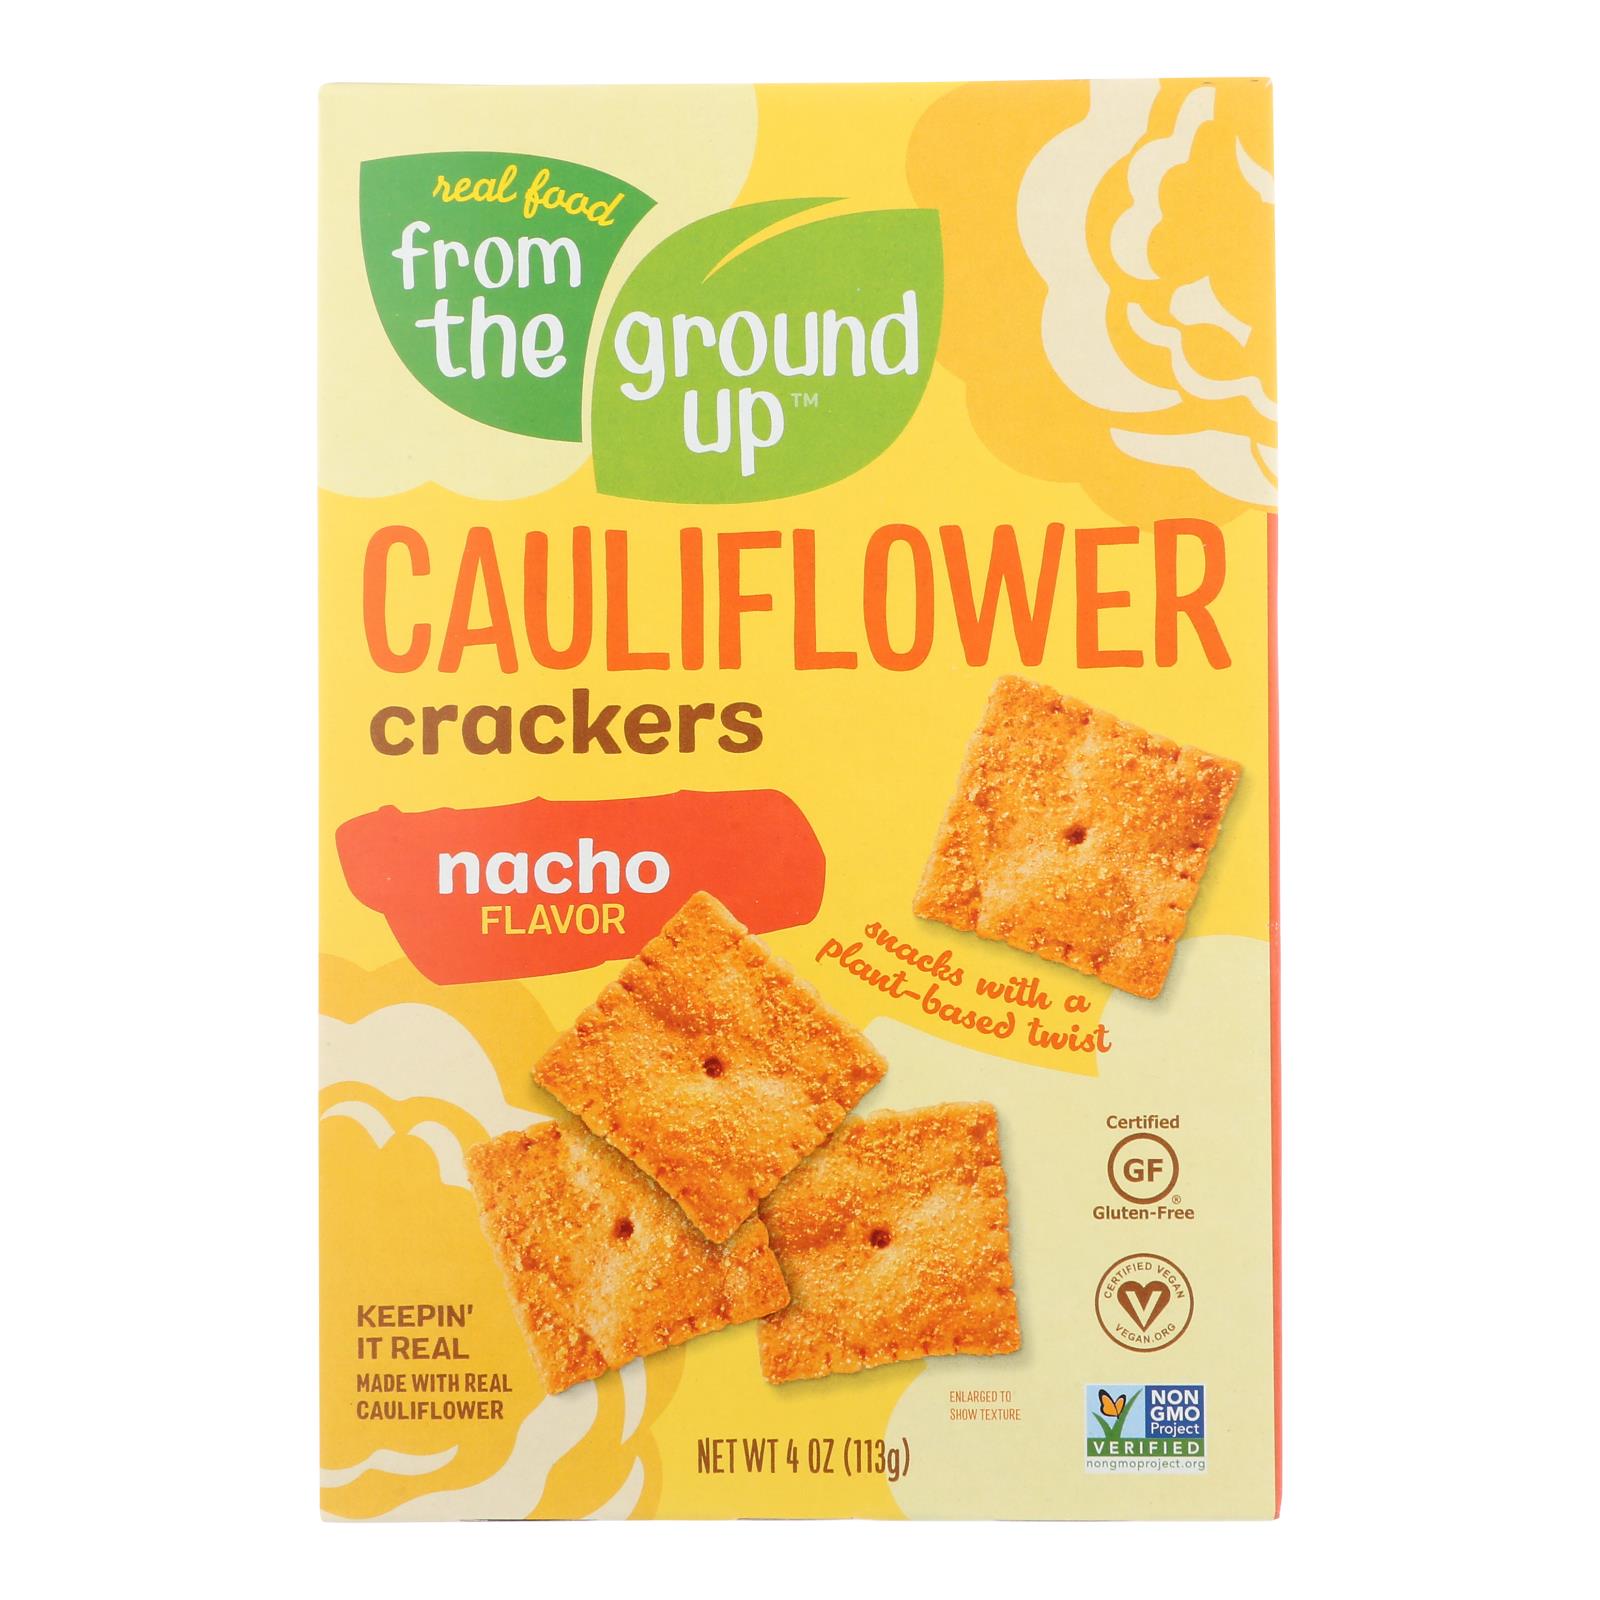 real food
from
the
ground
up™
CAULIFLOWER
crackers
nacho
FLAVOR
snacks with a
plant-based twist
Certified
GF
®
Gluten-Free
CERTIFIED VEGAN
V
VEGAN.ORG
KEEPIN'
IT REAL
MADE WITH REAL
CAULIFLOWER
ENLARGED TO
SHOW TEXTURE
NON
GMO
Project
VERIFIED
nongmoproject.org
NET WT 4 OZ (113g)